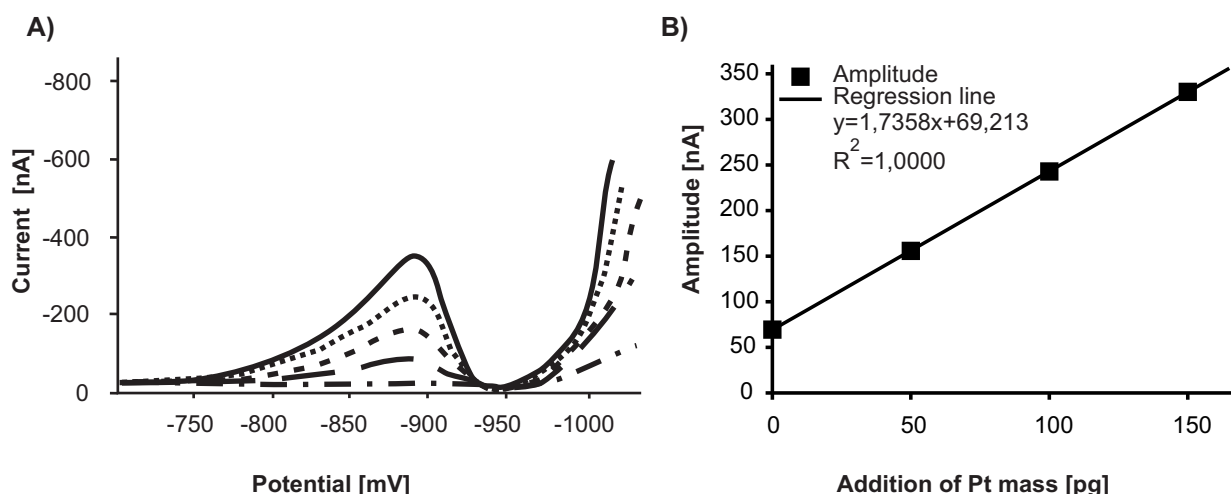 A)
-800
-600
-400
-200
0
Current [nA]
-750 -800 -850 -900 -950 -1000
Potential [mV]
B)
350
300
250
200
150
100
50
0
Amplitude [nA]
Amplitude
Regression line
y=1,7358x+69,213
R²=1,0000
0 50 100 150
Addition of Pt mass [pg]